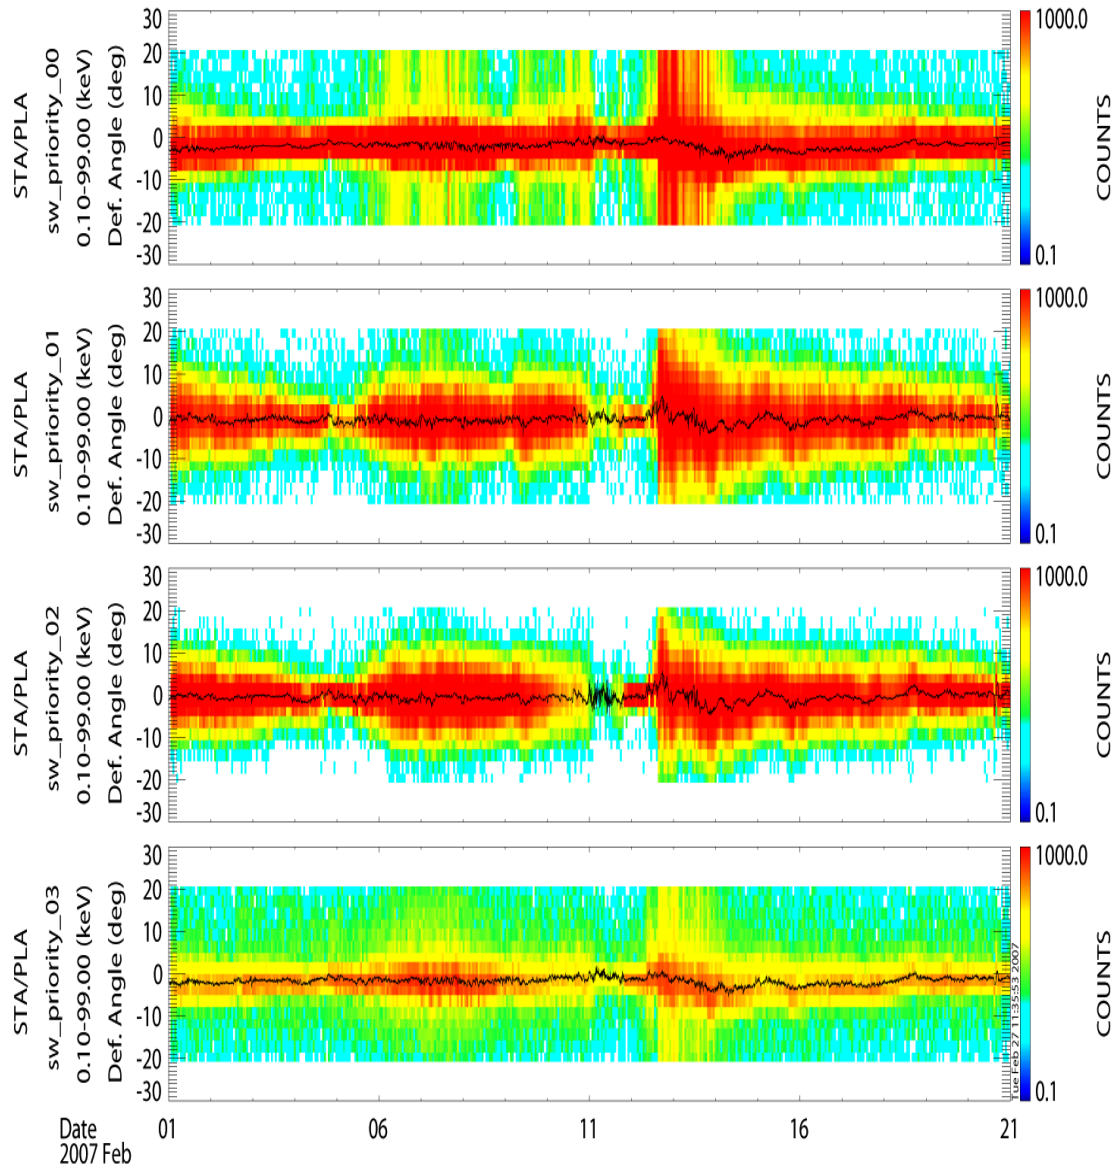 STA/PLA
sw_priority_00
0.10-99.00 (keV)
Def. Angle (deg)
30
20
10
0
-10
-20
-30
1000.0
0.1
COUNTS
STA/PLA
sw_priority_01
0.10-99.00 (keV)
Def. Angle (deg)
30
20
10
0
-10
-20
-30
1000.0
0.1
COUNTS
STA/PLA
sw_priority_02
0.10-99.00 (keV)
Def. Angle (deg)
30
20
10
0
-10
-20
-30
1000.0
0.1
COUNTS
STA/PLA
sw_priority_03
0.10-99.00 (keV)
Def. Angle (deg)
30
20
10
0
-10
-20
-30
1000.0
0.1
COUNTS
Tue Feb 27 11:35:53 2007
Date 01 06 11 16 21
2007 Feb